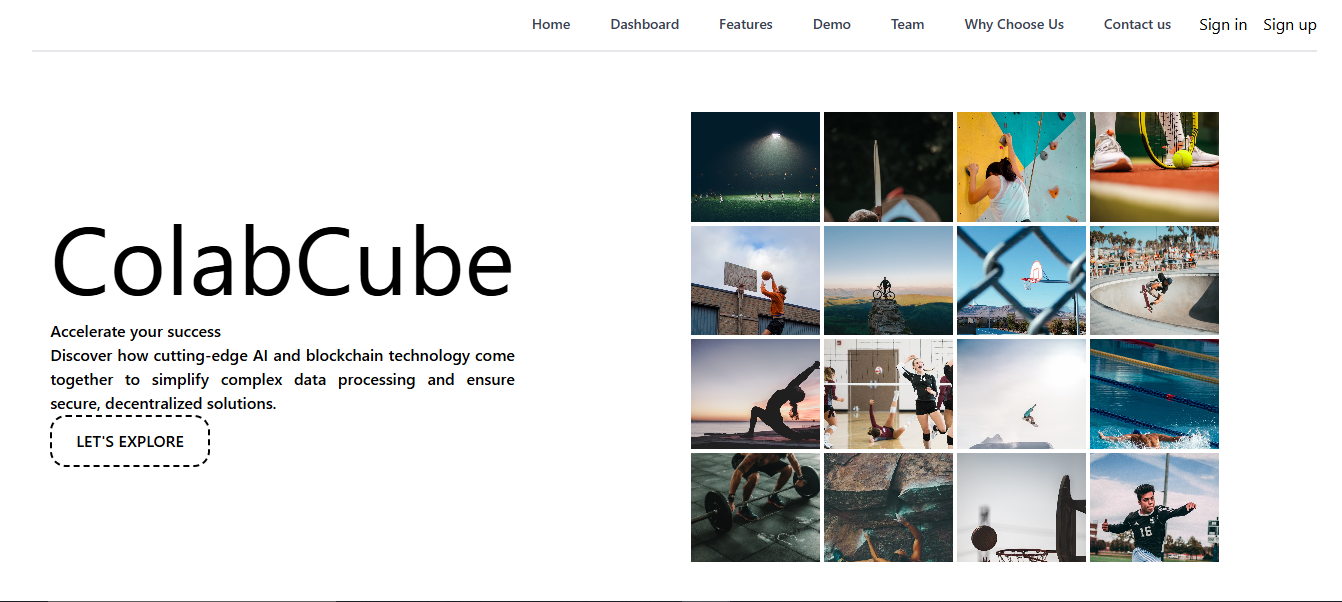 Home Dashboard Features Demo Team Why Choose Us Contact us Sign in Sign up
ColabCube
Accelerate your success
Discover how cutting-edge AI and blockchain technology come
together to simplify complex data processing and ensure
secure, decentralized solutions.
LET'S EXPLORE
16